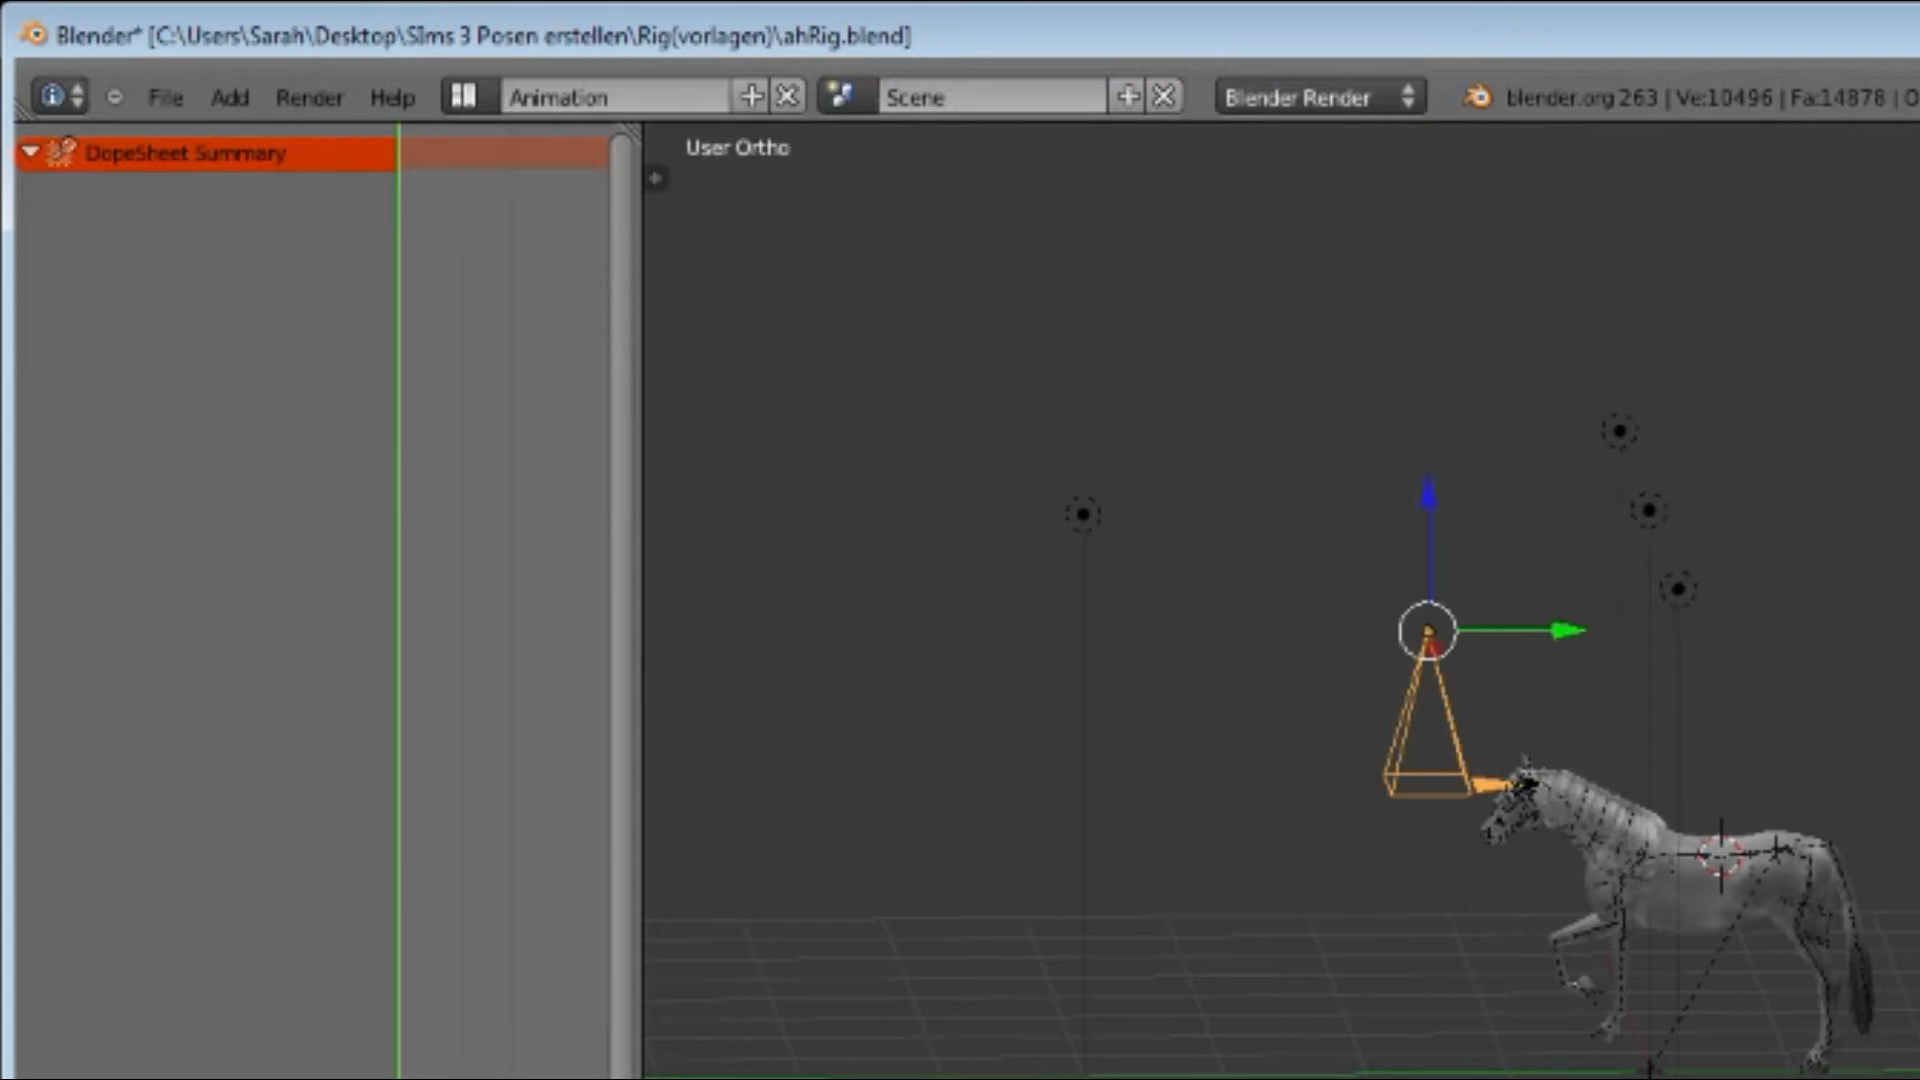 Blender* [C:\Users\Sarah\Desktop\SIms 3 Posen erstellen\Rig(vorlagen)\ahRig.blend]
File Add Render Help Animation Scene Blender Render blender.org 263 | Ve:10496 | Fa:14878 | O
DopeSheet Summary
User Ortho